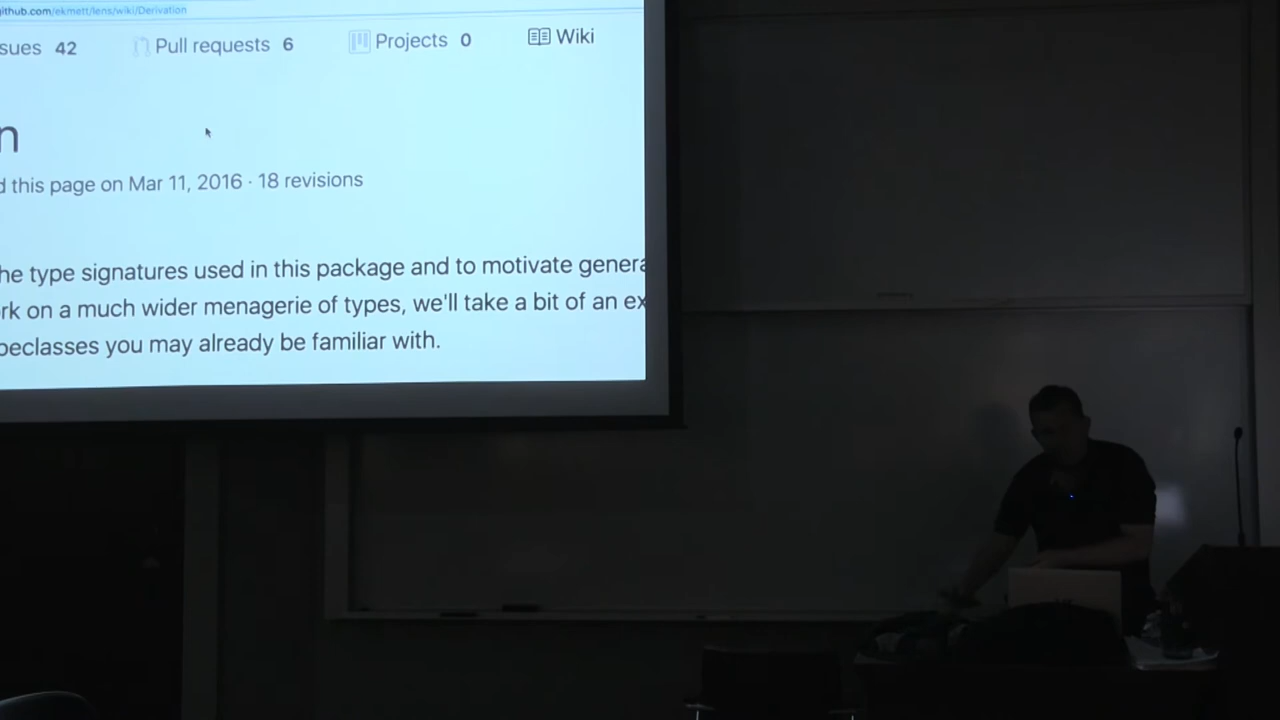 github.com/ekmett/lens/wiki/Derivation
sues 42 Pull requests 6 Projects 0 Wiki
n
d this page on Mar 11, 2016 · 18 revisions
he type signatures used in this package and to motivate genera
rk on a much wider menagerie of types, we'll take a bit of an ex
peclasses you may already be familiar with.